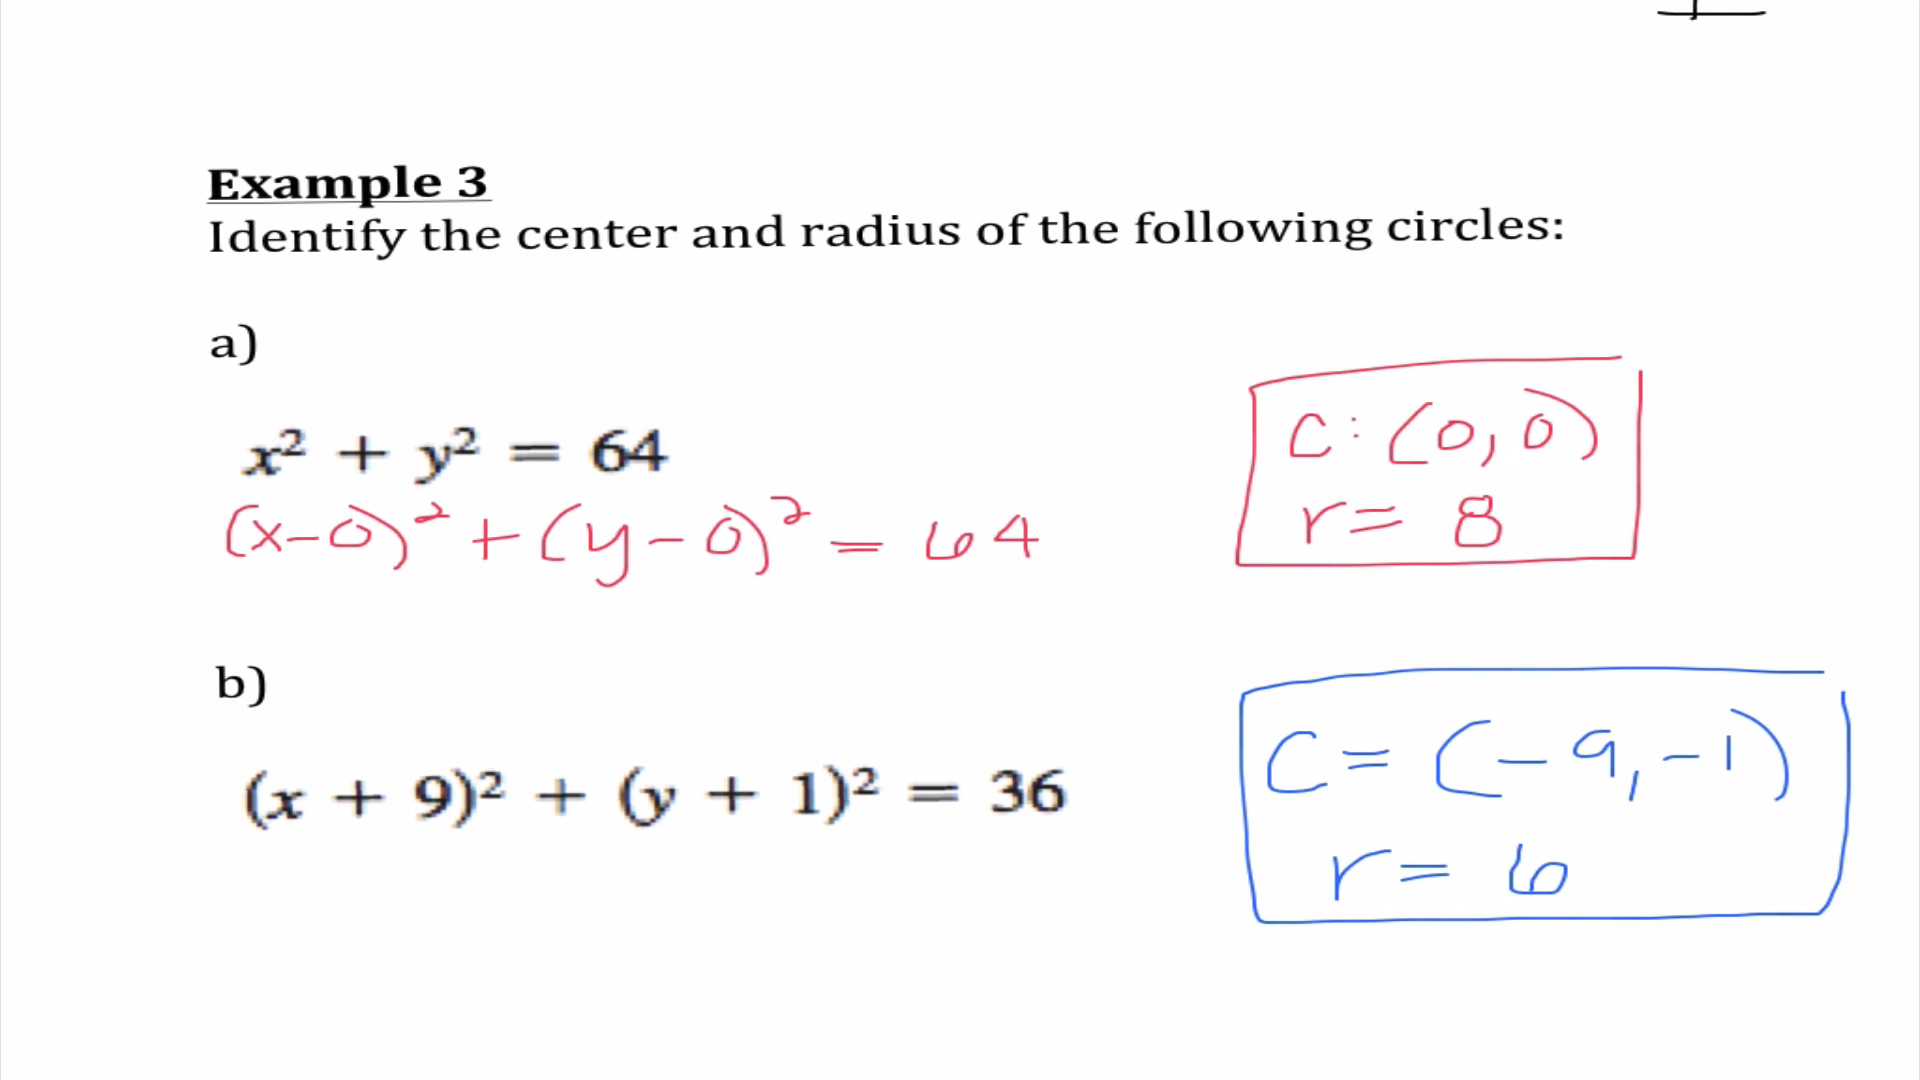 Example 3
Identify the center and radius of the following circles:
a)
x² + y² = 64
(x-0)² + (y-0)² = 64
C: (0,0)
r = 8
b)
(x + 9)² + (y + 1)² = 36
C = (-9,-1)
r = 6